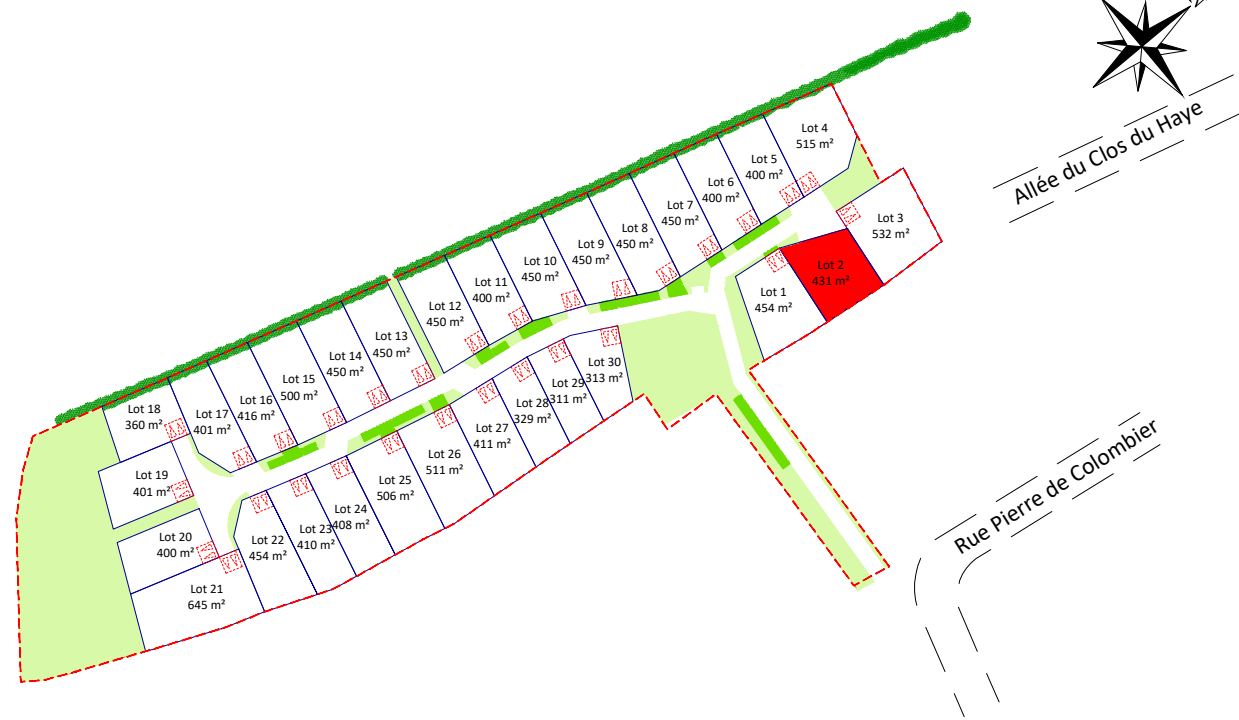 Lot 4
515 m²
Allée du Clos du Haye
Lot 5
400 m²
Lot 6
400 m²
Lot 7
450 m²
Lot 3
532 m²
Lot 8
450 m²
Lot 9
450 m²
Lot 10
450 m²
Lot 2
431 m²
Lot 11
400 m²
Lot 1
454 m²
Lot 12
450 m²
Lot 13
450 m²
Lot 14
450 m²
Lot 15
500 m²
Lot 30
313 m²
Lot 29
311 m²
Lot 16
416 m²
Lot 28
329 m²
Lot 18
360 m²
Lot 17
401 m²
Lot 27
411 m²
Lot 26
511 m²
Rue Pierre de Colombier
Lot 19
401 m²
Lot 25
506 m²
Lot 24
408 m²
Lot 23
410 m²
Lot 20
400 m²
Lot 22
454 m²
Lot 21
645 m²